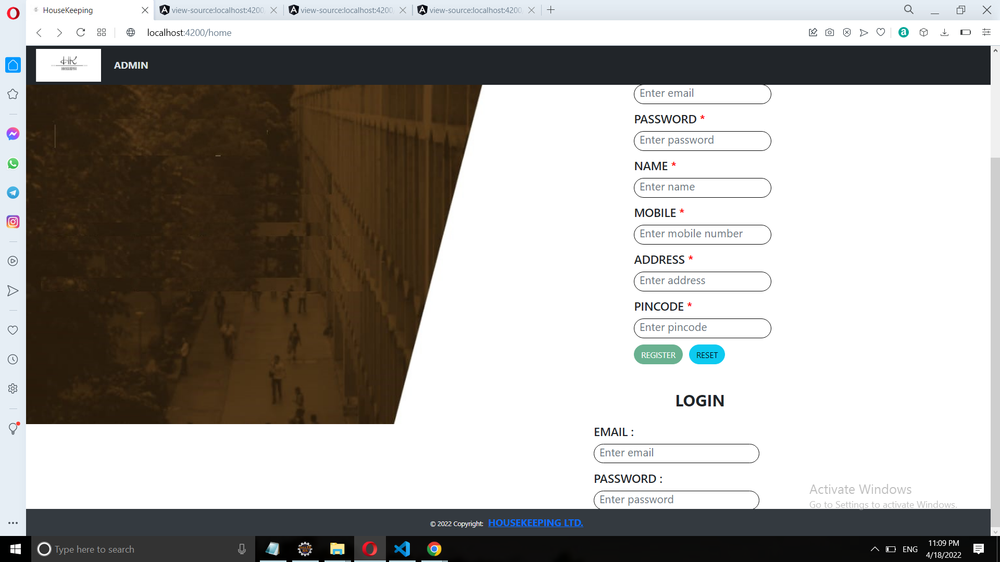 HouseKeeping
view-source:localhost:4200/
view-source:localhost:4200/
view-source:localhost:4200/
localhost:4200/home
HK
HOUSEKEEPING
ADMIN
Enter email
PASSWORD *
Enter password
NAME *
Enter name
MOBILE *
Enter mobile number
ADDRESS *
Enter address
PINCODE *
Enter pincode
REGISTER
RESET
LOGIN
EMAIL :
Enter email
PASSWORD :
Enter password
Activate Windows
Go to Settings to activate Windows.
© 2022 Copyright: HOUSEKEEPING LTD.
Type here to search
ENG
11:09 PM
4/18/2022